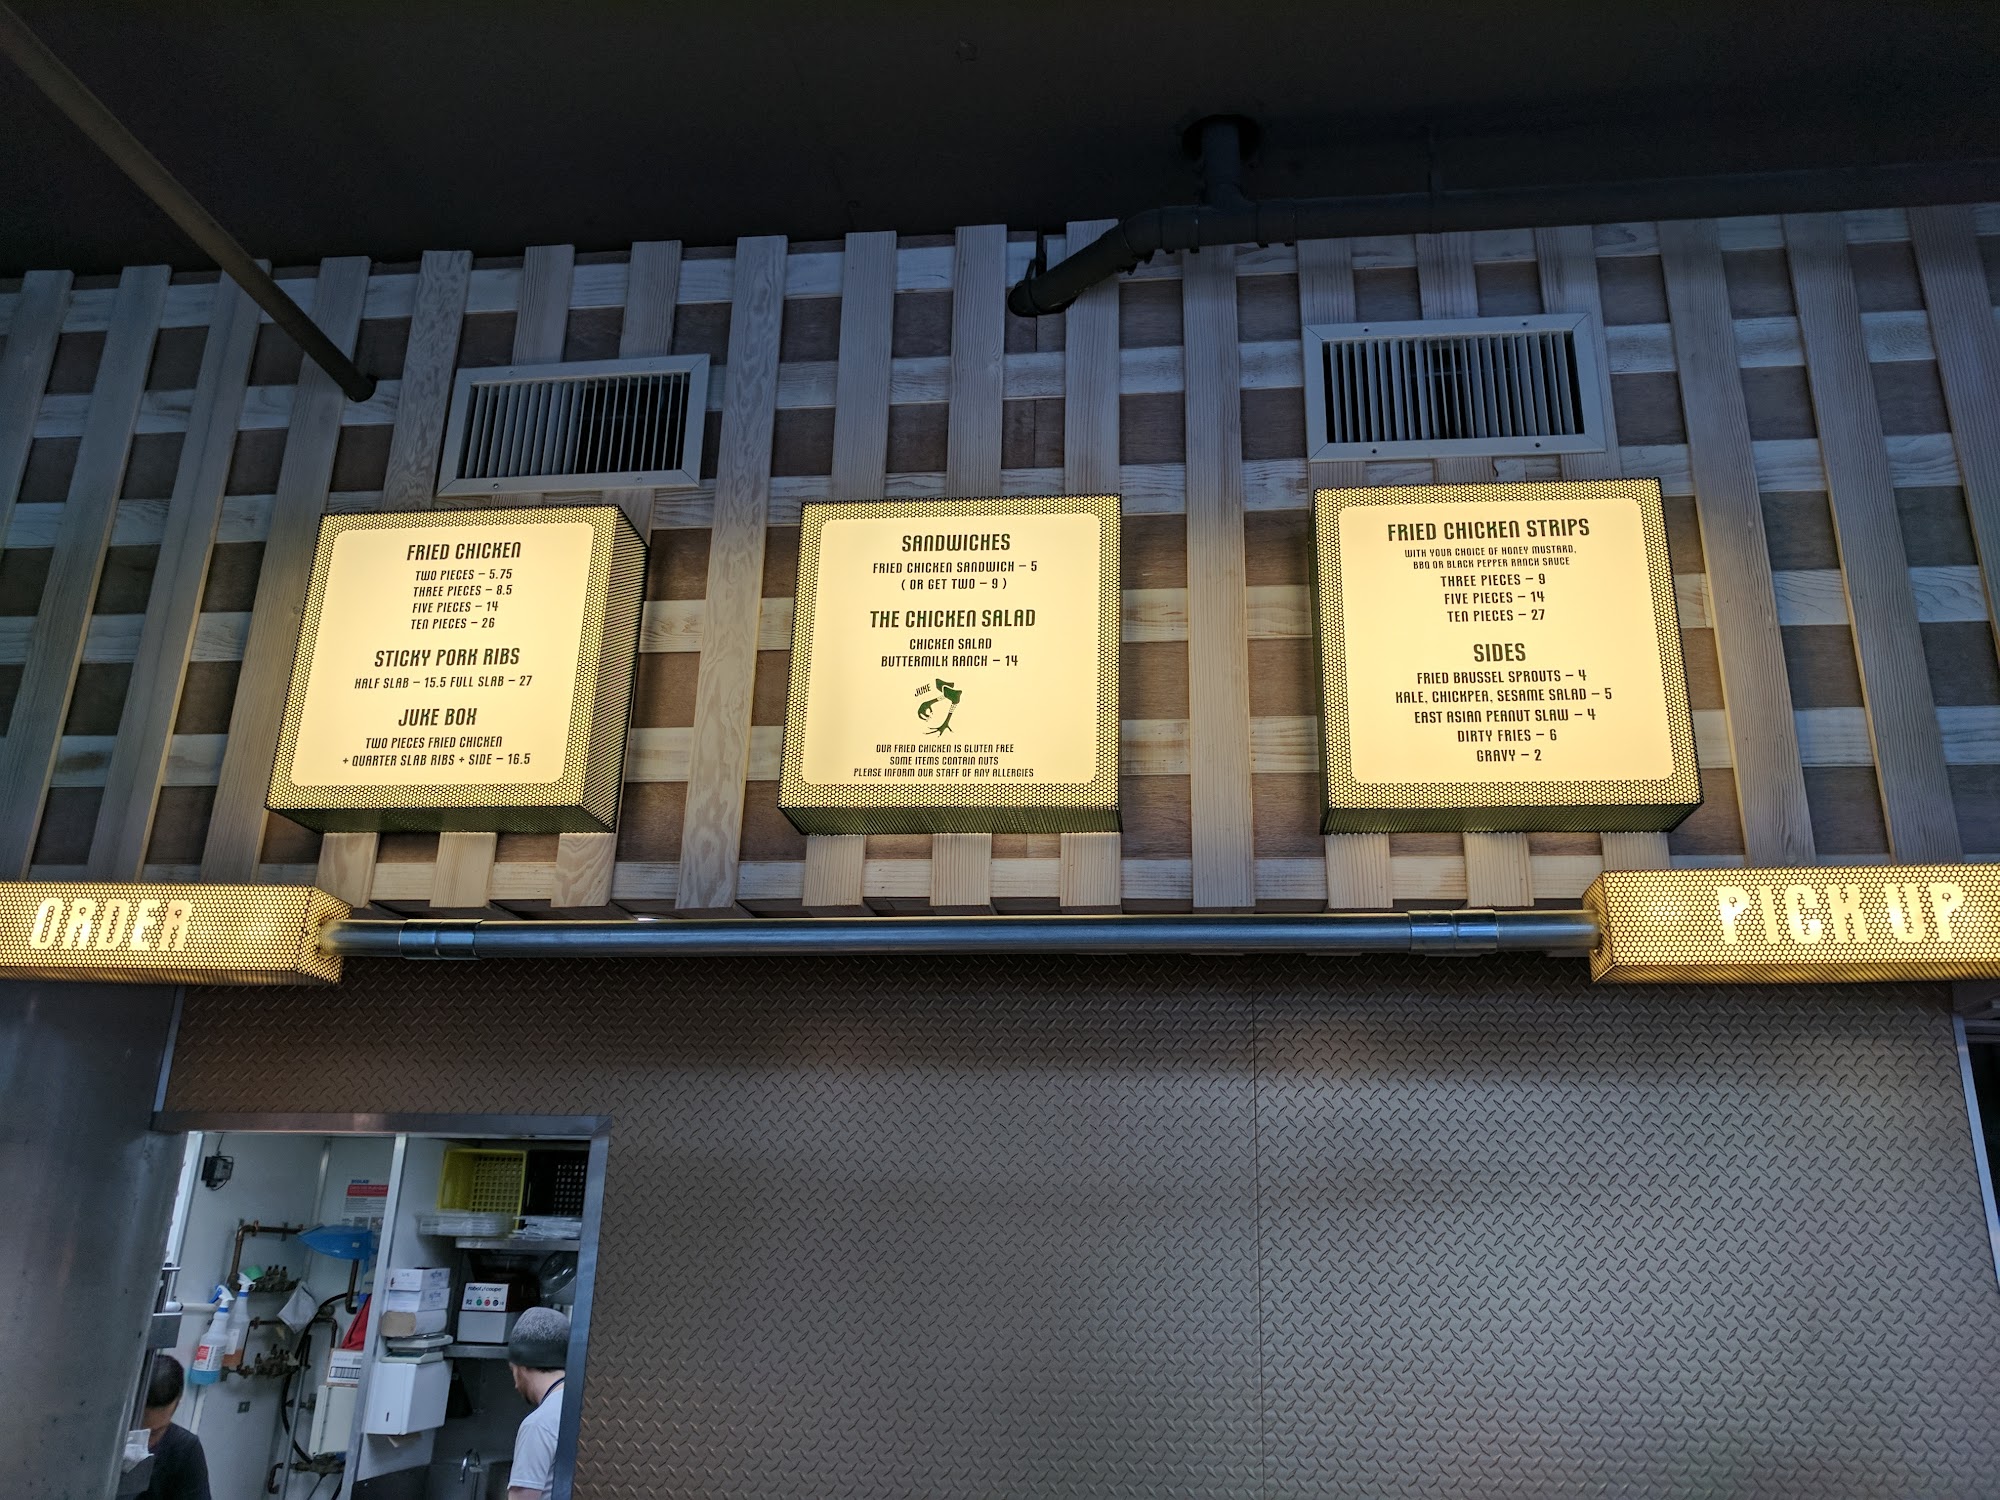 FRIED CHICKEN
TWO PIECES – 5.75
THREE PIECES – 8.5
FIVE PIECES – 14
TEN PIECES – 26
STICKY PORK RIBS
HALF SLAB – 15.5 FULL SLAB – 27
JUKE BOX
TWO PIECES FRIED CHICKEN
+ QUARTER SLAB RIBS + SIDE – 16.5
SANDWICHES
FRIED CHICKEN SANDWICH – 5
( OR GET TWO – 9 )
THE CHICKEN SALAD
CHICKEN SALAD
BUTTERMILK RANCH – 14
JUKE
OUR FRIED CHICKEN IS GLUTEN FREE
SOME ITEMS CONTAIN NUTS
PLEASE INFORM OUR STAFF OF ANY ALLERGIES
FRIED CHICKEN STRIPS
WITH YOUR CHOICE OF HONEY MUSTARD,
BBQ OR BLACK PEPPER RANCH SAUCE
THREE PIECES – 9
FIVE PIECES – 14
TEN PIECES – 27
SIDES
FRIED BRUSSEL SPROUTS – 4
KALE, CHICKPEA, SESAME SALAD – 5
EAST ASIAN PEANUT SLAW – 4
DIRTY FRIES – 6
GRAVY – 2
ORDER
PICK UP
robot coupe